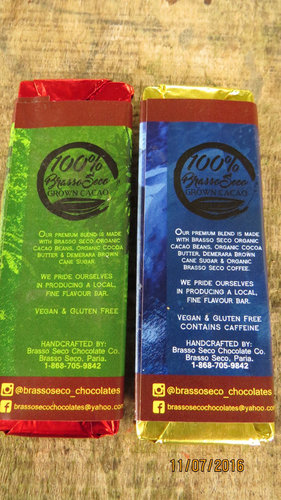 100%
BrassoSeco
GROWN CACAO
OUR PREMIUM BLEND IS MADE
WITH BRASSO SECO ORGANIC
CACAO BEANS, ORGANIC COCOA
BUTTER & DEMERARA BROWN
CANE SUGAR.
WE PRIDE OURSELVES
IN PRODUCING A LOCAL,
FINE FLAVOUR BAR.
VEGAN & GLUTEN FREE
HANDCRAFTED BY:
Brasso Seco Chocolate Co.
Brasso Seco, Paria.
1-868-705-9842
@brassoseco_chocolates
brassosecochocolates@yahoo.com
100%
BrassoSeco
GROWN CACAO
OUR PREMIUM BLEND IS MADE
WITH BRASSO SECO ORGANIC
CACAO BEANS, ORGANIC COCOA
BUTTER, DEMERARA BROWN
CANE SUGAR & ORGANIC
BRASSO SECO COFFEE.
WE PRIDE OURSELVES
IN PRODUCING A LOCAL,
FINE FLAVOUR BAR.
VEGAN & GLUTEN FREE
CONTAINS CAFFEINE
HANDCRAFTED BY:
Brasso Seco Chocolate Co.
Brasso Seco, Paria.
1-868-705-9842
@brassoseco_chocolates
brassosecochocolates@yahoo.co
11/07/2016